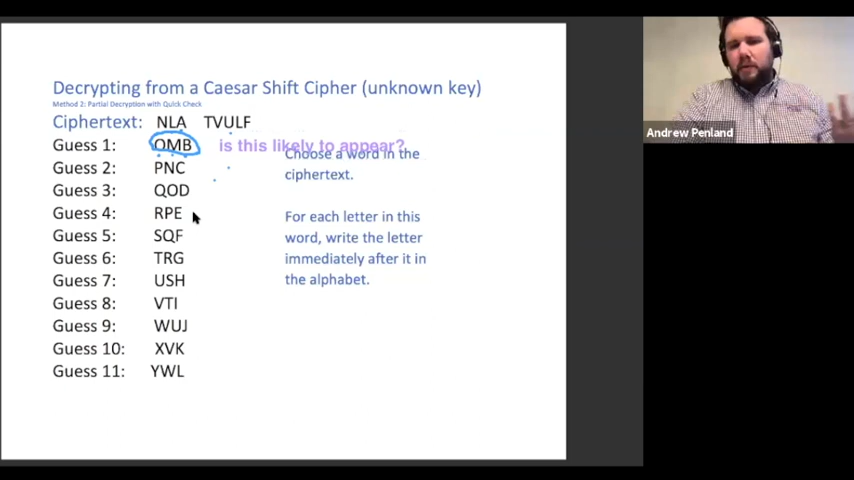 Decrypting from a Caesar Shift Cipher (unknown key)
Method 2: Partial Decryption with Quick Check
Ciphertext: NLA TVULF
Guess 1: OMB is this likely to appear?
Choose a word in the
ciphertext.
Guess 2: PNC
Guess 3: QOD
Guess 4: RPE
For each letter in this
word, write the letter
immediately after it in
the alphabet.
Guess 5: SQF
Guess 6: TRG
Guess 7: USH
Guess 8: VTI
Guess 9: WUJ
Guess 10: XVK
Guess 11: YWL
Andrew Penland